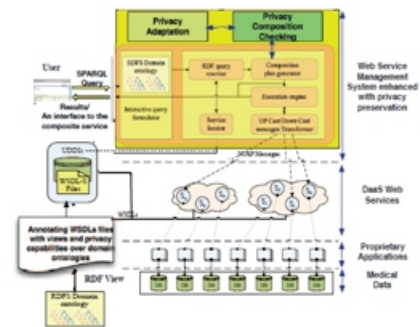 Privacy
Adaptation
Privacy
Composition
Checking
User
SPARQL
Query
RDFS Domain
ontology
RDF query
rewriter
Composition
plan generator
Execution engine
Interactive query
formulator
Service
locator
UP Cast/Down Cast
messages Transformer
Results/
An interface to the
composite service
SOAP Messages
Web Service
Management
System enhanced
with privacy
preservation
UDDI
WSDL-S
Files
WSDLs
DaaS Web
Services
Annotating WSDLs files
with views and privacy
capabilities over domain
ontologies
RDF View
RDFS Domain
ontology
Proprietary
Applications
Medical
Data